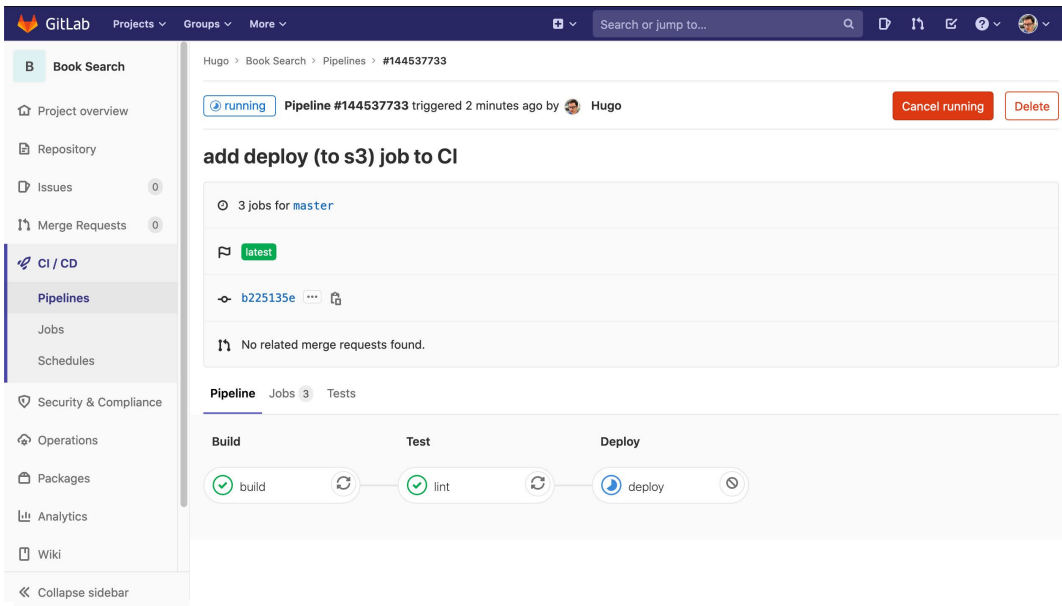 GitLab Projects Groups More Search or jump to...
B Book Search
Project overview
Repository
Issues 0
Merge Requests 0
CI / CD
Pipelines
Jobs
Schedules
Security & Compliance
Operations
Packages
Analytics
Wiki
Collapse sidebar
Hugo > Book Search > Pipelines > #144537733
running Pipeline #144537733 triggered 2 minutes ago by Hugo Cancel running Delete
add deploy (to s3) job to CI
3 jobs for master
latest
b225135e ...
No related merge requests found.
Pipeline Jobs 3 Tests
Build Test Deploy
build lint deploy